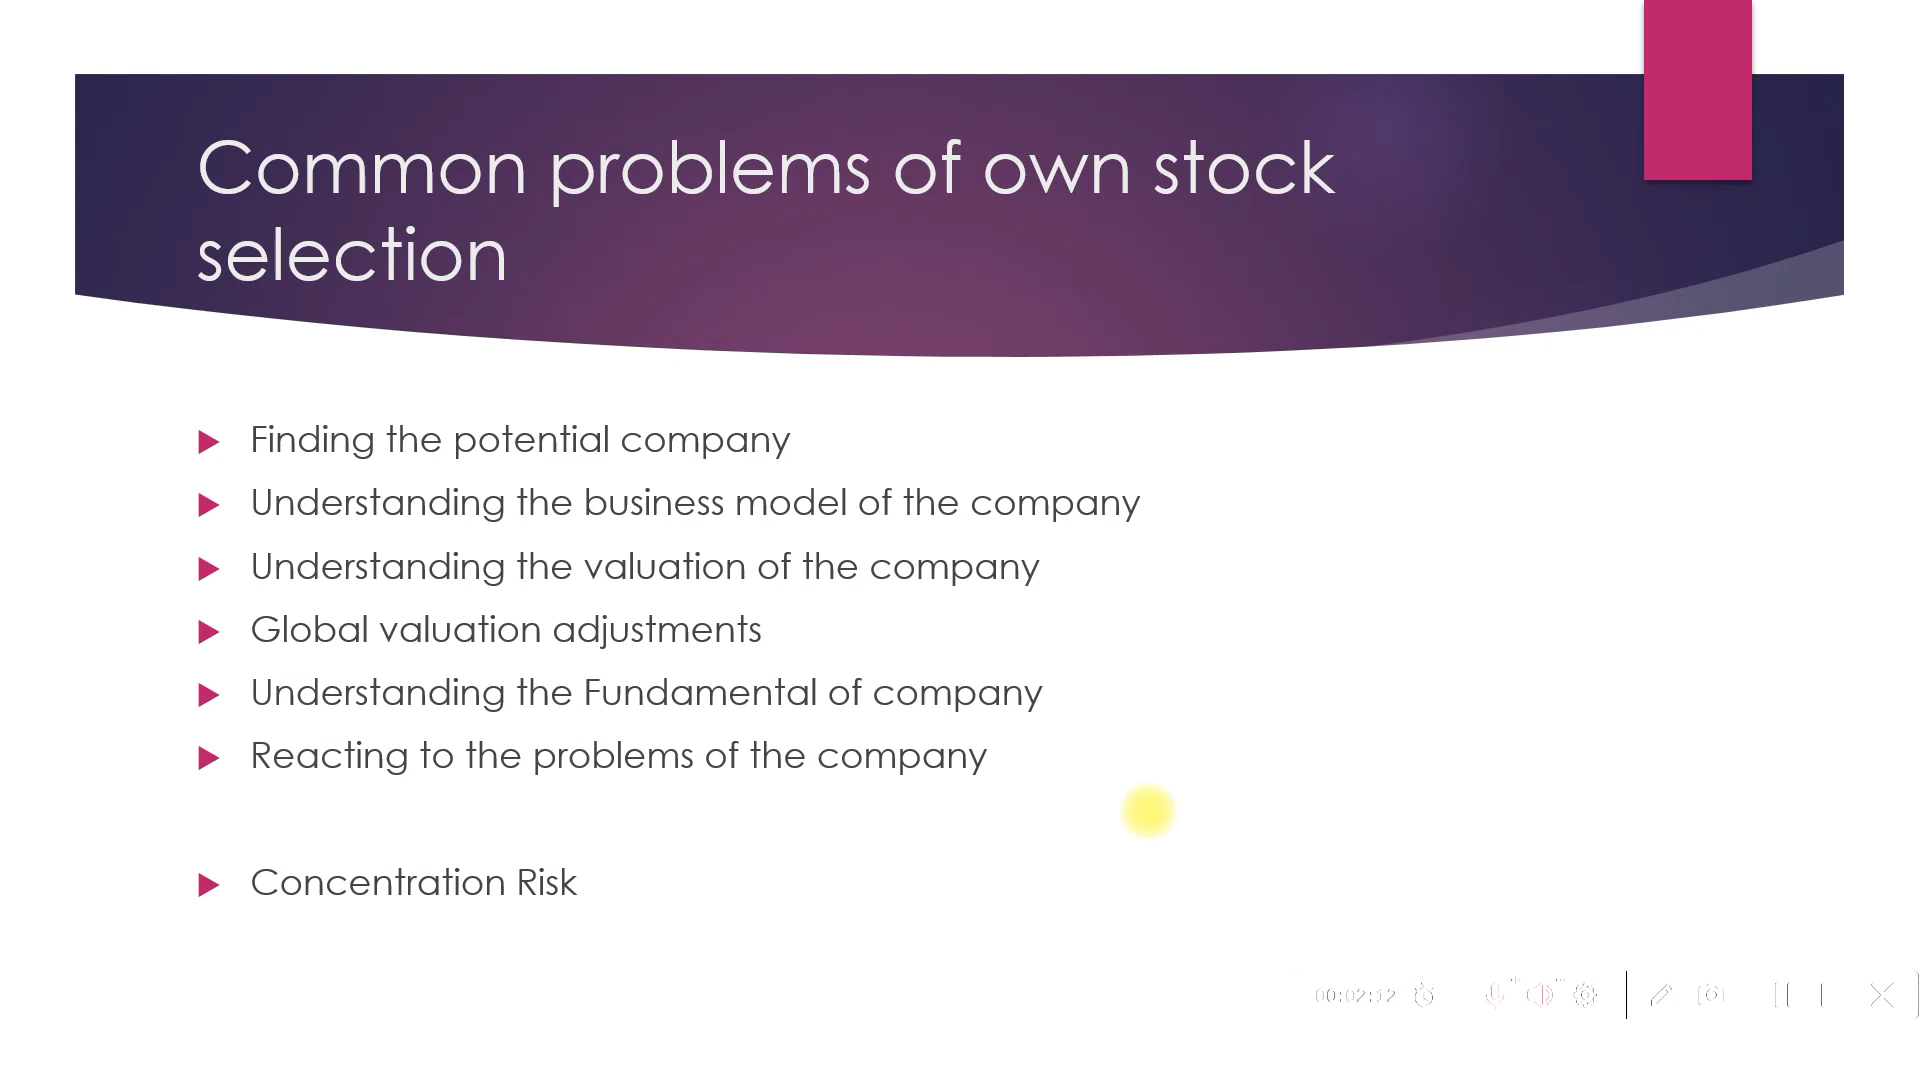 Common problems of own stock
selection
Finding the potential company
Understanding the business model of the company
Understanding the valuation of the company
Global valuation adjustments
Understanding the Fundamental of company
Reacting to the problems of the company
Concentration Risk
00:02:12